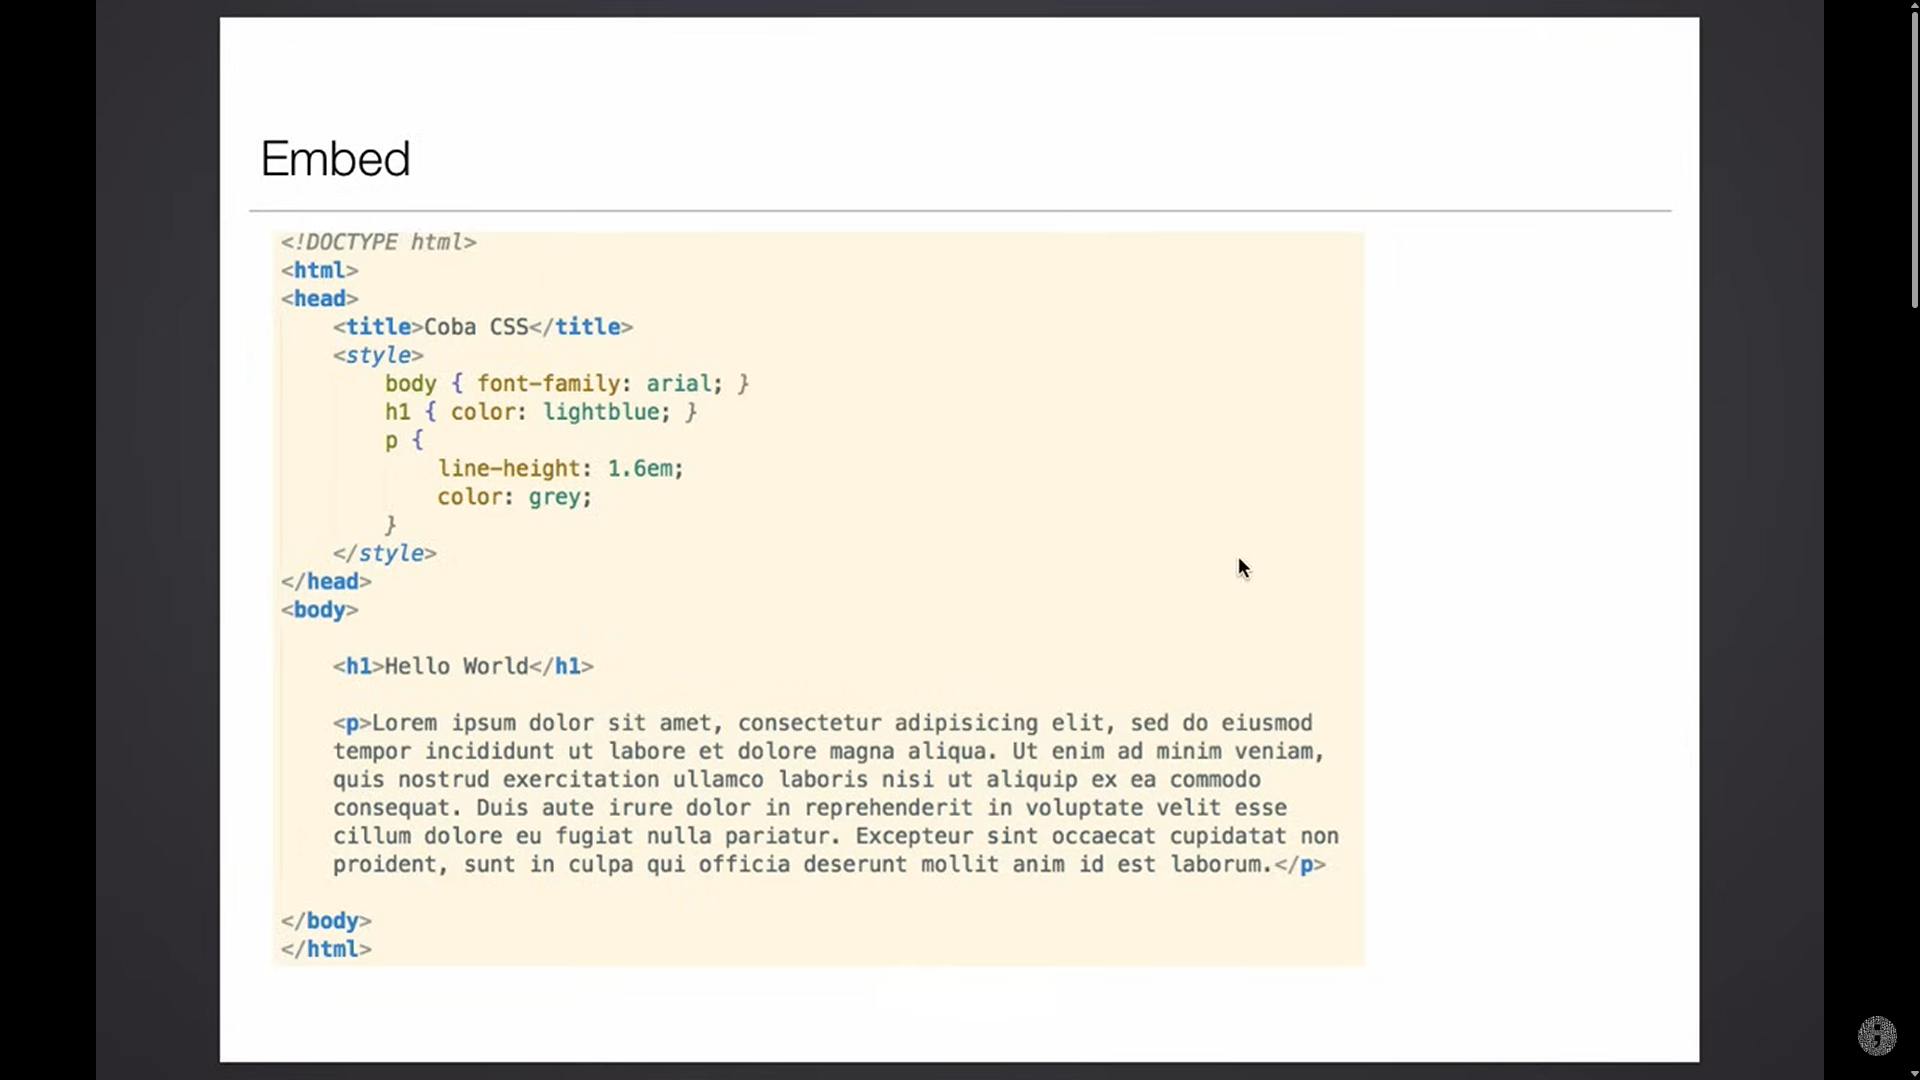 Embed
<!DOCTYPE html>
<html>
<head>
    <title>Coba CSS</title>
    <style>
        body { font-family: arial; }
        h1 { color: lightblue; }
        p {
            line-height: 1.6em;
            color: grey;
        }
    </style>
</head>
<body>
    <h1>Hello World</h1>
    <p>Lorem ipsum dolor sit amet, consectetur adipisicing elit, sed do eiusmod
    tempor incididunt ut labore et dolore magna aliqua. Ut enim ad minim veniam,
    quis nostrud exercitation ullamco laboris nisi ut aliquip ex ea commodo
    consequat. Duis aute irure dolor in reprehenderit in voluptate velit esse
    cillum dolore eu fugiat nulla pariatur. Excepteur sint occaecat cupidatat non
    proident, sunt in culpa qui officia deserunt mollit anim id est laborum.</p>
</body>
</html>